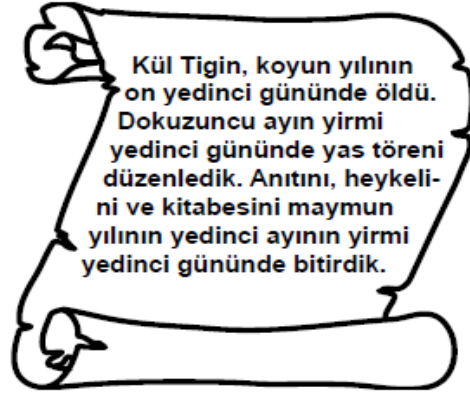 Kül Tigin, koyun yılının
on yedinci gününde öldü.
Dokuzuncu ayın yirmi
yedinci gününde yas töreni
düzenledik. Anıtını, heykeli-
ni ve kitabesini maymun
yılının yedinci ayının yirmi
yedinci gününde bitirdik.